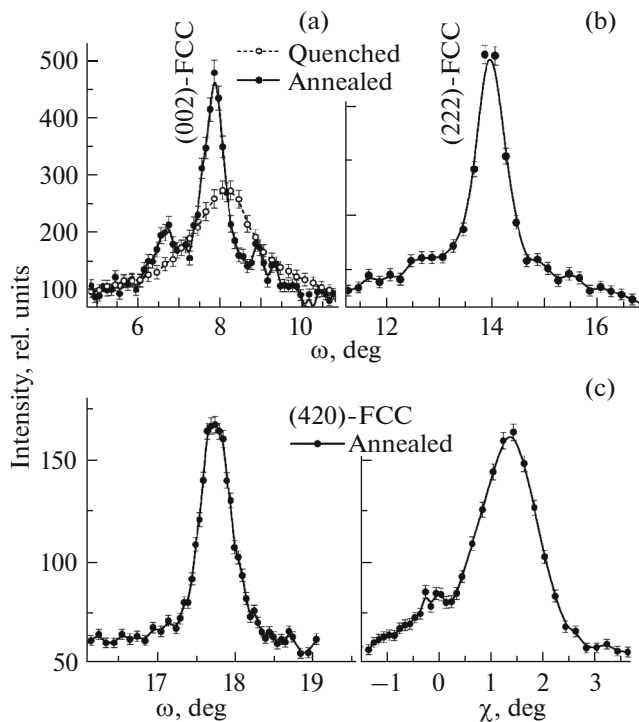 (a)
(b)
500
400
300
200
100
(002)-FCC
Quenched
Annealed
(222)-FCC
6
8
10
ω, deg
12
14
16
ω, deg
Intensity, rel. units
(c)
150
100
50
(420)-FCC
Annealed
17
18
19
ω, deg
−1
0
1
2
3
χ, deg